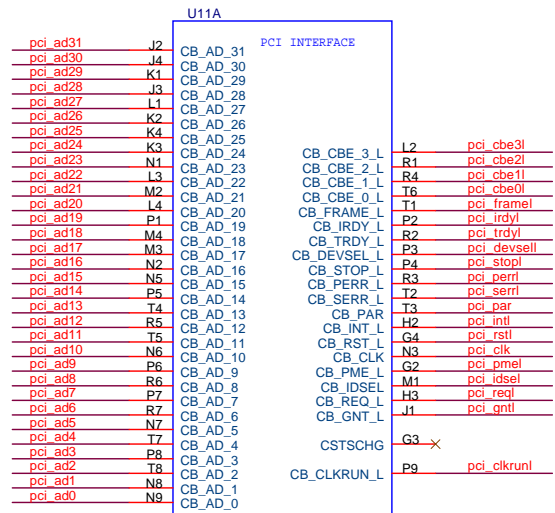 U11A
PCI INTERFACE
pci_ad31 J2 CB_AD_31
pci_ad30 J4 CB_AD_30
pci_ad29 K1 CB_AD_29
pci_ad28 J3 CB_AD_28
pci_ad27 L1 CB_AD_27
pci_ad26 K2 CB_AD_26
pci_ad25 K4 CB_AD_25
pci_ad24 K3 CB_AD_24
pci_ad23 N1 CB_AD_23
pci_ad22 L3 CB_AD_22
pci_ad21 M2 CB_AD_21
pci_ad20 L4 CB_AD_20
pci_ad19 P1 CB_AD_19
pci_ad18 M4 CB_AD_18
pci_ad17 M3 CB_AD_17
pci_ad16 N2 CB_AD_16
pci_ad15 N5 CB_AD_15
pci_ad14 P5 CB_AD_14
pci_ad13 T4 CB_AD_13
pci_ad12 R5 CB_AD_12
pci_ad11 T5 CB_AD_11
pci_ad10 N6 CB_AD_10
pci_ad9 P6 CB_AD_9
pci_ad8 R6 CB_AD_8
pci_ad7 P7 CB_AD_7
pci_ad6 R7 CB_AD_6
pci_ad5 N7 CB_AD_5
pci_ad4 T7 CB_AD_4
pci_ad3 P8 CB_AD_3
pci_ad2 T8 CB_AD_2
pci_ad1 N8 CB_AD_1
pci_ad0 N9 CB_AD_0
CB_CBE_3_L L2 pci_cbe3l
CB_CBE_2_L R1 pci_cbe2l
CB_CBE_1_L R4 pci_cbe1l
CB_CBE_0_L T6 pci_cbe0l
CB_FRAME_L T1 pci_framel
CB_IRDY_L P2 pci_irdyl
CB_TRDY_L R2 pci_trdyl
CB_DEVSEL_L P3 pci_devsell
CB_STOP_L P4 pci_stopl
CB_PERR_L R3 pci_perrl
CB_SERR_L T2 pci_serrl
CB_PAR T3 pci_par
CB_INT_L H2 pci_intl
CB_RST_L G4 pci_rstl
CB_CLK N3 pci_clk
CB_PME_L G2 pci_pmel
CB_IDSEL M1 pci_idsel
CB_REQ_L H3 pci_reql
CB_GNT_L J1 pci_gntl
CSTSCHG G3
CB_CLKRUN_L P9 pci_clkrunl